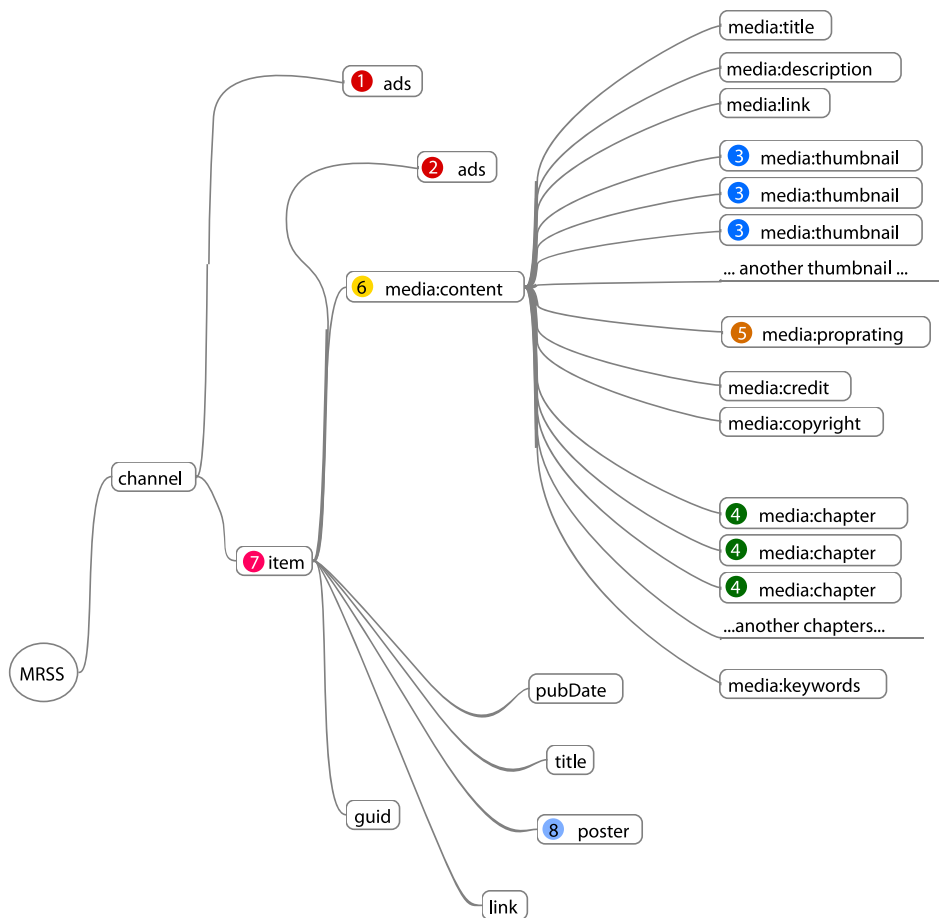 media:title
media:description
1 ads
media:link
3 media:thumbnail
2 ads
3 media:thumbnail
3 media:thumbnail
... another thumbnail ...
6 media:content
5 media:proprating
media:credit
media:copyright
channel
4 media:chapter
4 media:chapter
7 item
4 media:chapter
...another chapters...
MRSS
media:keywords
pubDate
title
guid
8 poster
link